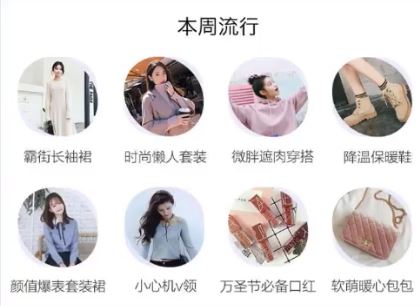 本周流行
霸街长袖裙
时尚懒人套装
微胖遮肉穿搭
降温保暖鞋
颜值爆表套装裙
小心机v领
万圣节必备口红
软萌暖心包包